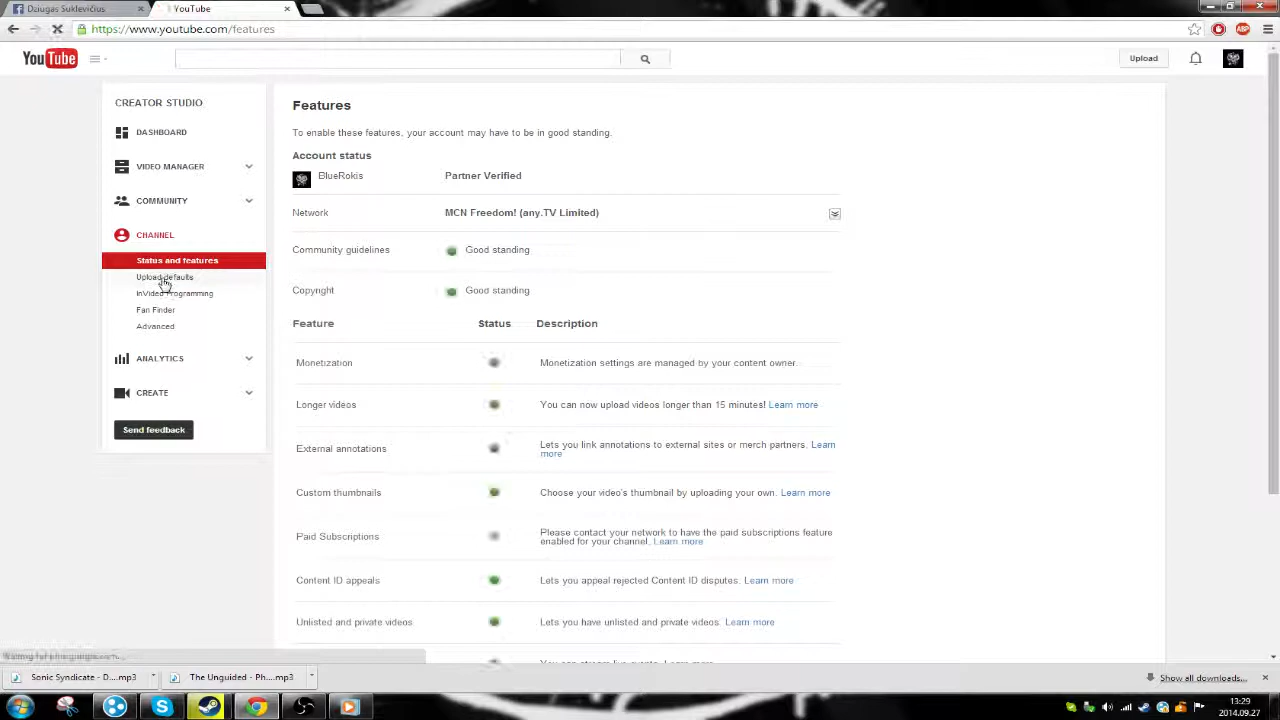 Dziugas Suklevičius
YouTube
https://www.youtube.com/features
YouTube
Upload
CREATOR STUDIO
DASHBOARD
VIDEO MANAGER
COMMUNITY
CHANNEL
Status and features
Upload defaults
InVideo Programming
Fan Finder
Advanced
ANALYTICS
CREATE
Send feedback
Features
To enable these features, your account may have to be in good standing.
Account status
BlueRokis Partner Verified
Network MCN Freedom! (any.TV Limited)
Community guidelines Good standing
Copyright Good standing
Feature Status Description
Monetization Monetization settings are managed by your content owner.
Longer videos You can now upload videos longer than 15 minutes! Learn more
External annotations Lets you link annotations to external sites or merch partners. Learn
more
Custom thumbnails Choose your video's thumbnail by uploading your own. Learn more
Paid Subscriptions Please contact your network to have the paid subscriptions feature
enabled for your channel. Learn more
Content ID appeals Lets you appeal rejected Content ID disputes. Learn more
Unlisted and private videos Lets you have unlisted and private videos. Learn more
Sonic Syndicate - D....mp3
The Unguided - Ph....mp3
Show all downloads...
13:29
2014.09.27